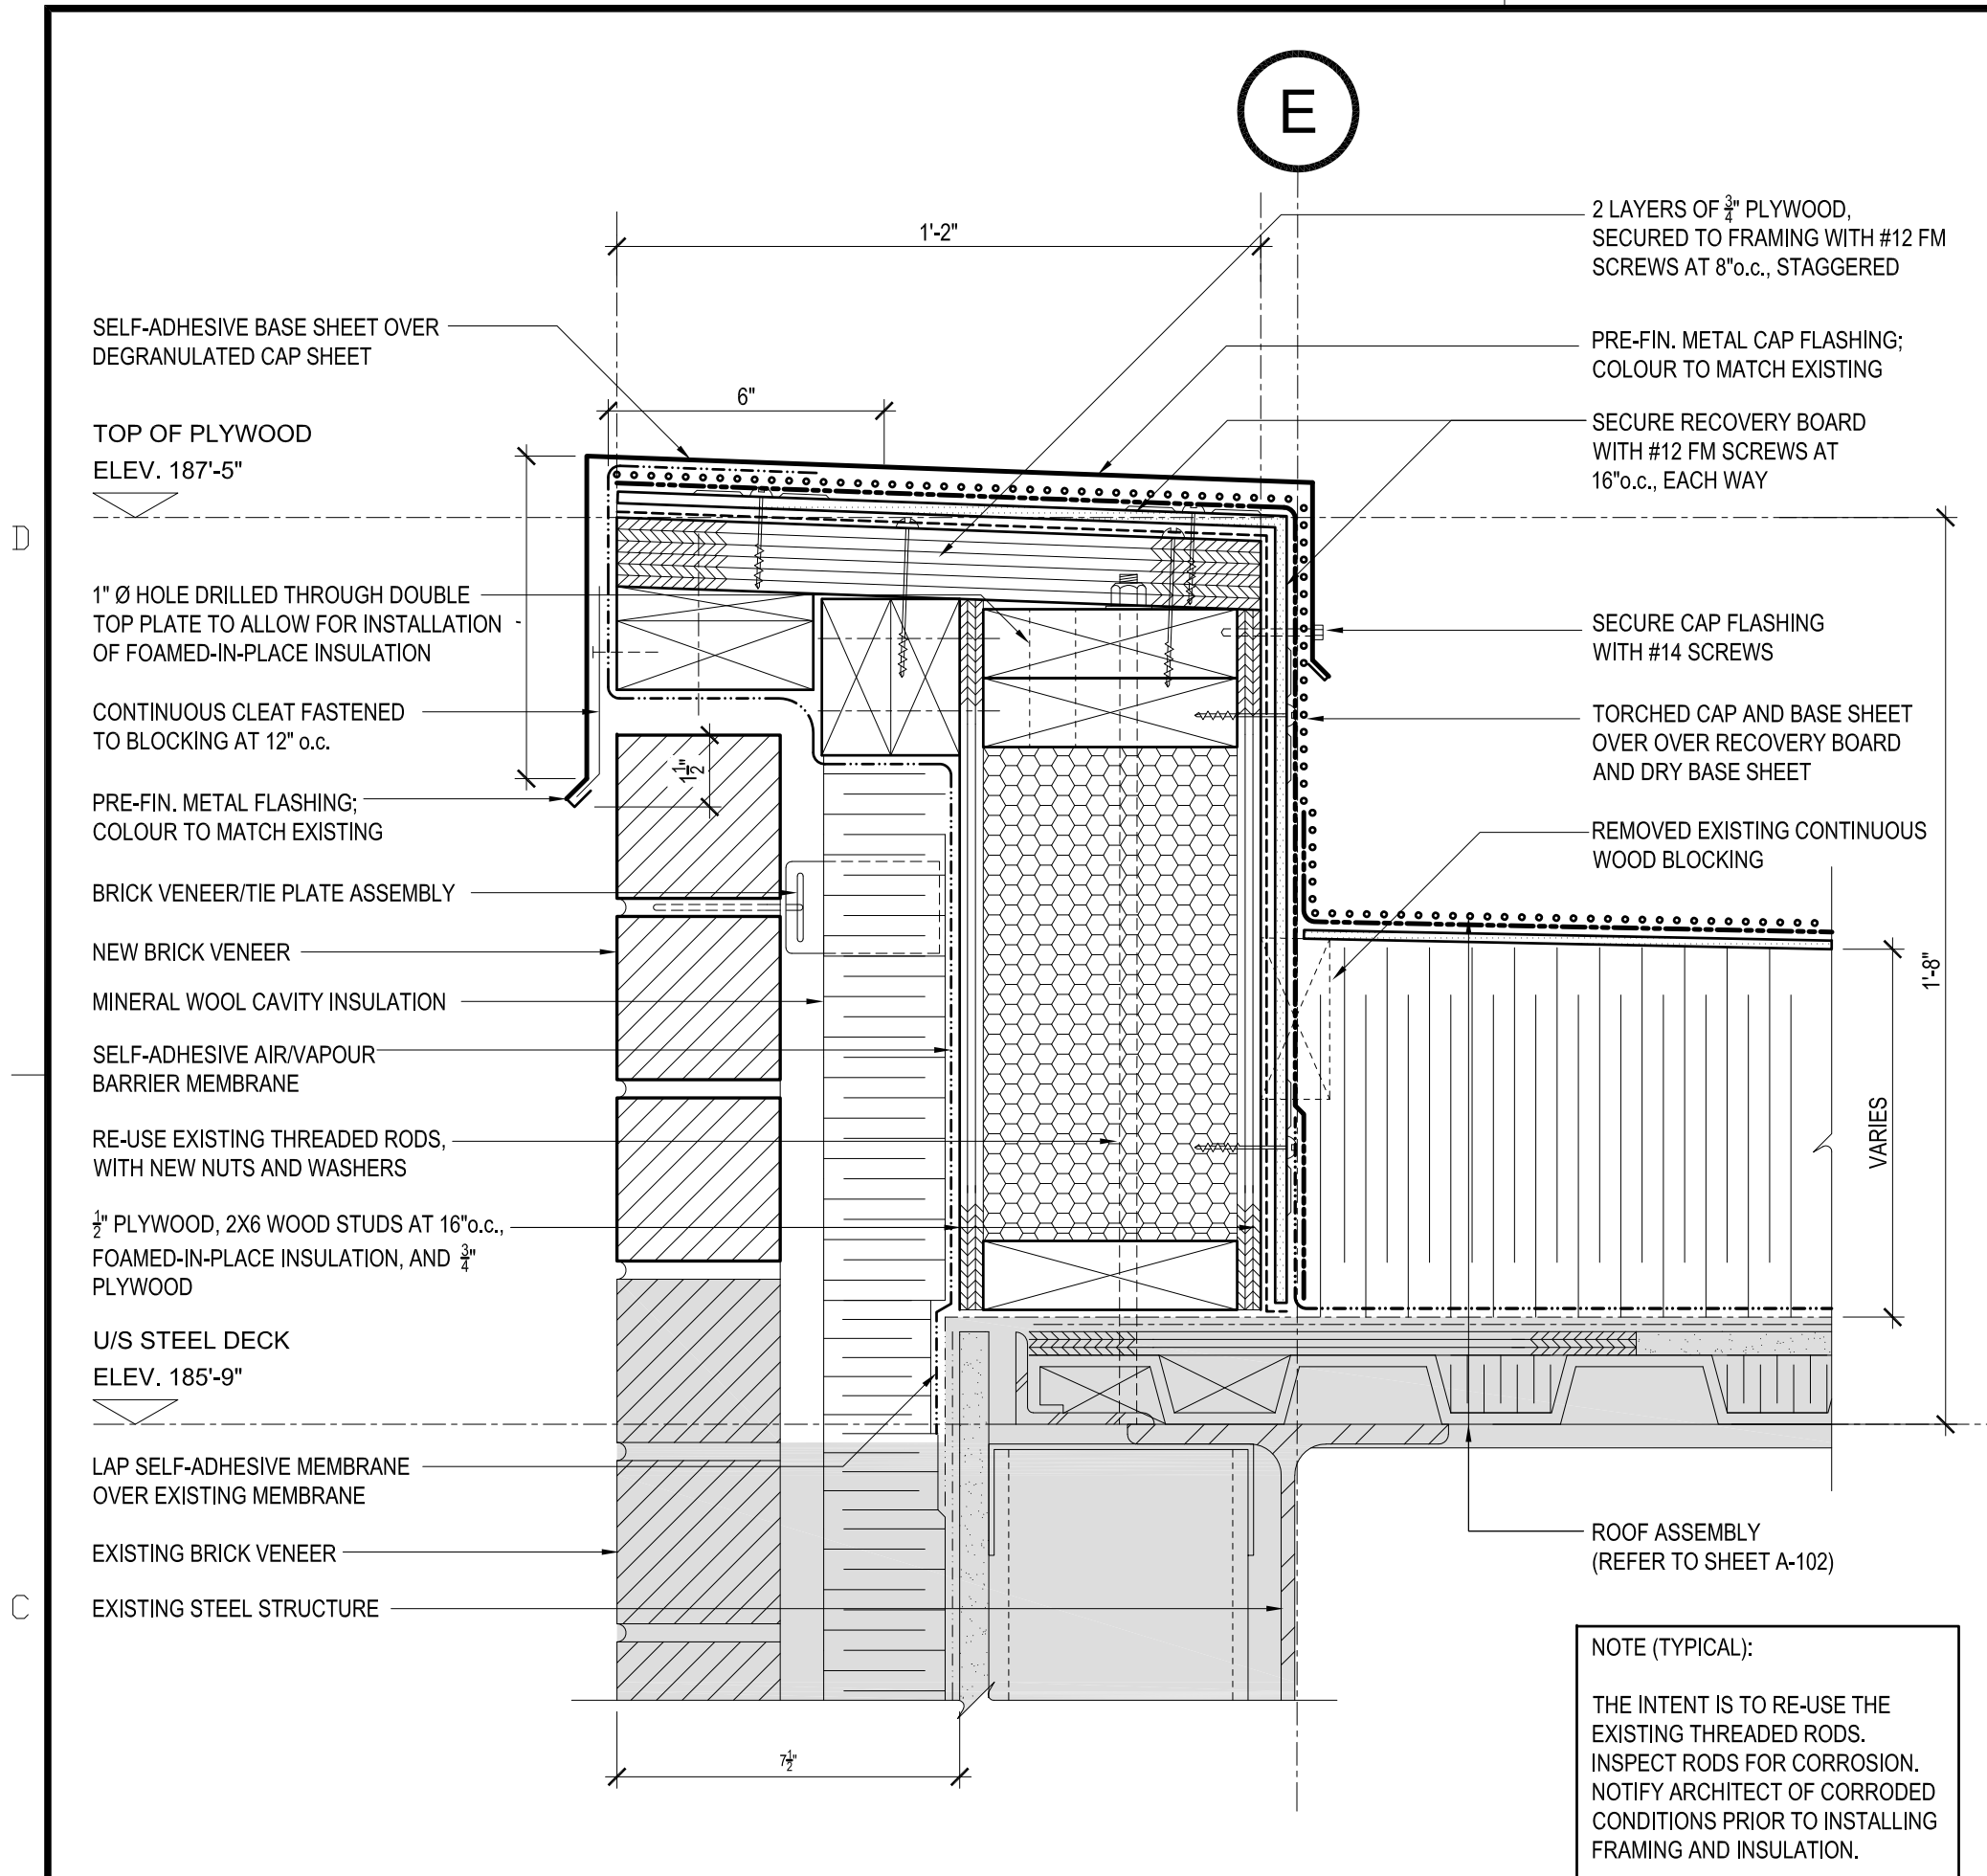 E
1'-2"
2 LAYERS OF 3/4" PLYWOOD,
SECURED TO FRAMING WITH #12 FM
SCREWS AT 8"o.c., STAGGERED
SELF-ADHESIVE BASE SHEET OVER
DEGRANULATED CAP SHEET
PRE-FIN. METAL CAP FLASHING;
COLOUR TO MATCH EXISTING
6"
TOP OF PLYWOOD
ELEV. 187'-5"
SECURE RECOVERY BOARD
WITH #12 FM SCREWS AT
16"o.c., EACH WAY
D
1" Ø HOLE DRILLED THROUGH DOUBLE
TOP PLATE TO ALLOW FOR INSTALLATION
OF FOAMED-IN-PLACE INSULATION
-
SECURE CAP FLASHING
WITH #14 SCREWS
CONTINUOUS CLEAT FASTENED
TO BLOCKING AT 12" o.c.
TORCHED CAP AND BASE SHEET
OVER OVER RECOVERY BOARD
AND DRY BASE SHEET
1 1/2"
PRE-FIN. METAL FLASHING;
COLOUR TO MATCH EXISTING
REMOVED EXISTING CONTINUOUS
WOOD BLOCKING
BRICK VENEER/TIE PLATE ASSEMBLY
NEW BRICK VENEER
1'-8"
MINERAL WOOL CAVITY INSULATION
SELF-ADHESIVE AIR/VAPOUR
BARRIER MEMBRANE
VARIES
RE-USE EXISTING THREADED RODS,
WITH NEW NUTS AND WASHERS
1/2" PLYWOOD, 2X6 WOOD STUDS AT 16"o.c.,
FOAMED-IN-PLACE INSULATION, AND 3/4"
PLYWOOD
U/S STEEL DECK
ELEV. 185'-9"
LAP SELF-ADHESIVE MEMBRANE
OVER EXISTING MEMBRANE
EXISTING BRICK VENEER
ROOF ASSEMBLY
(REFER TO SHEET A-102)
C
EXISTING STEEL STRUCTURE
7 1/2"
NOTE (TYPICAL):
THE INTENT IS TO RE-USE THE
EXISTING THREADED RODS.
INSPECT RODS FOR CORROSION.
NOTIFY ARCHITECT OF CORRODED
CONDITIONS PRIOR TO INSTALLING
FRAMING AND INSULATION.